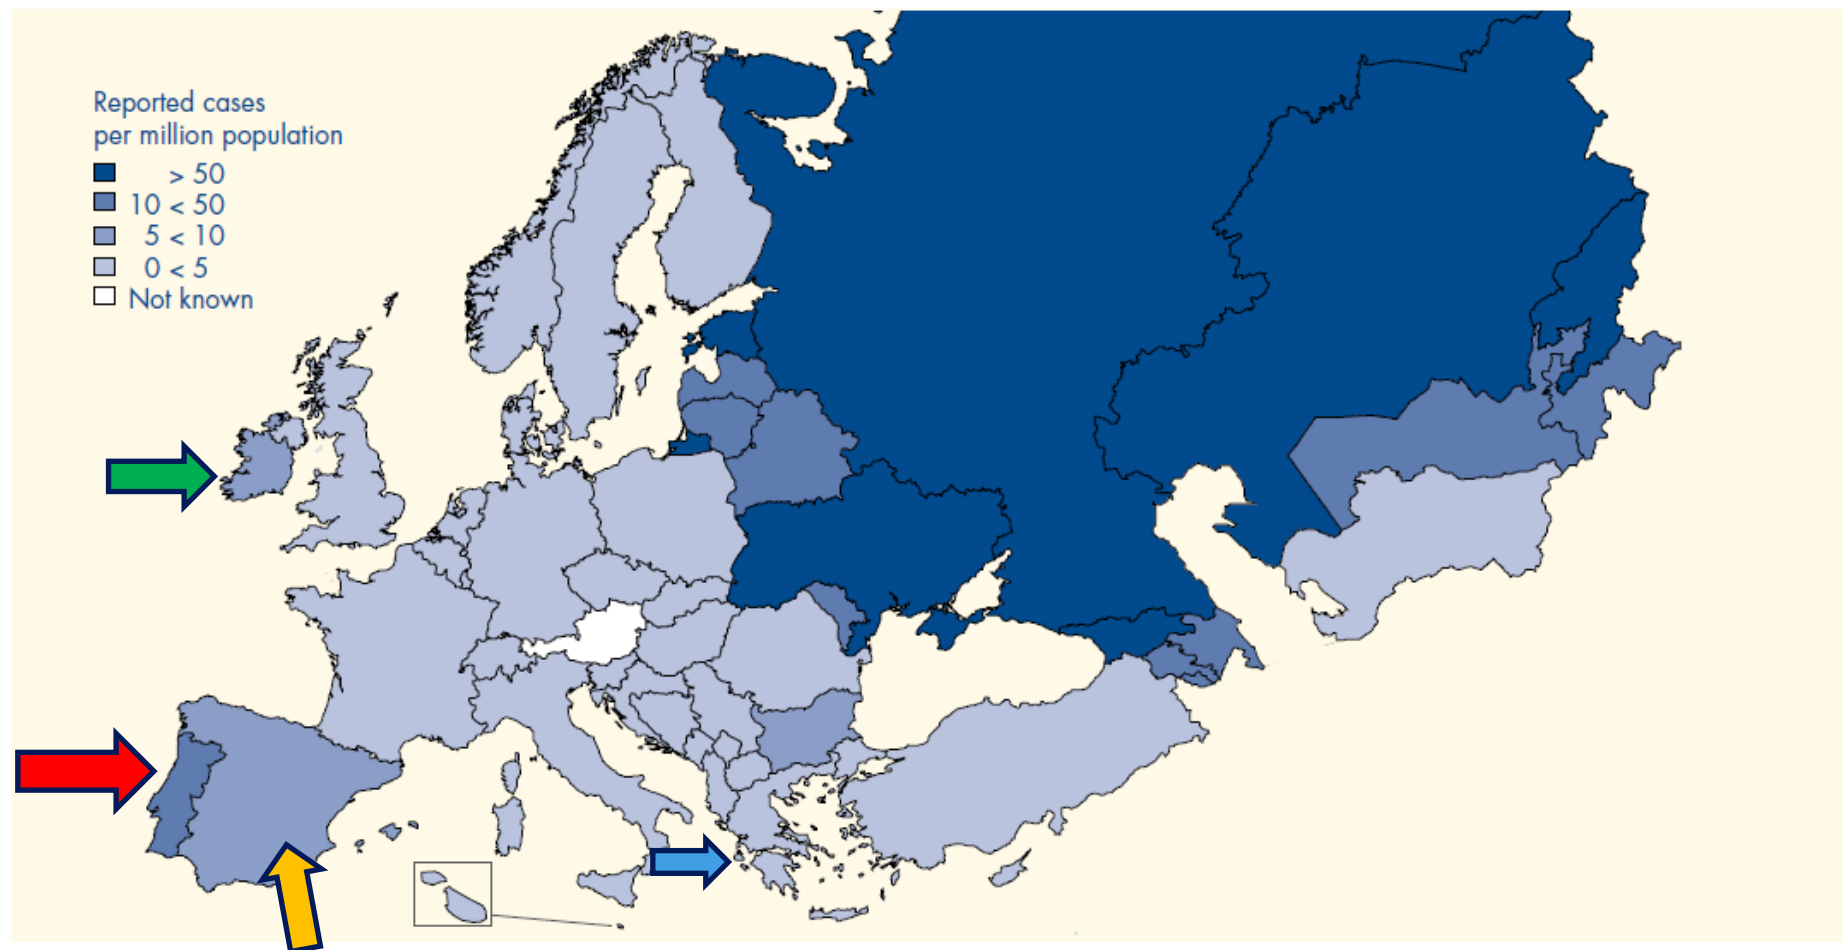 Reported cases
per million population
> 50
10 < 50
5 < 10
0 < 5
Not known